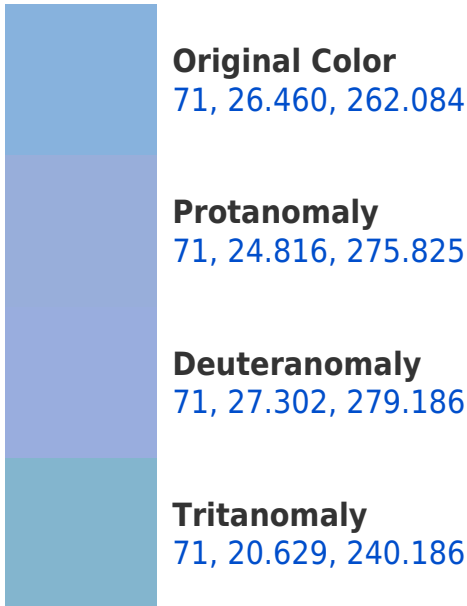 Original Color
71, 26.460, 262.084
Protanomaly
71, 24.816, 275.825
Deuteranomaly
71, 27.302, 279.186
Tritanomaly
71, 20.629, 240.186